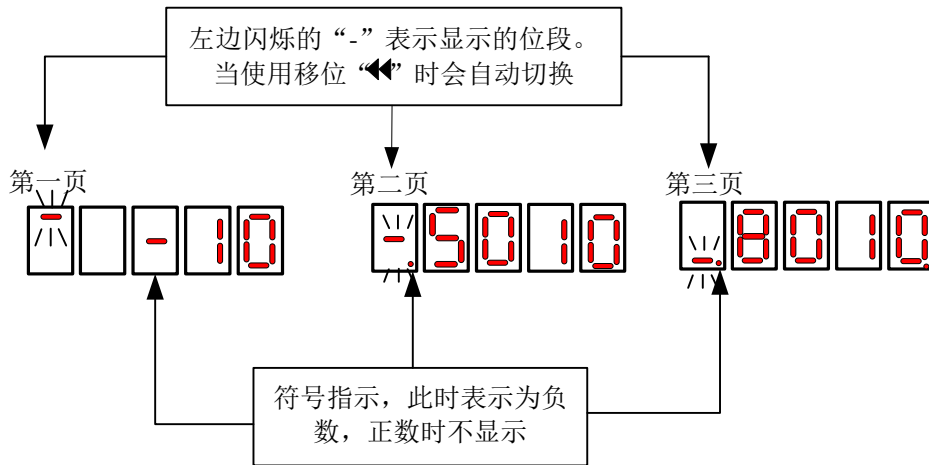 左边闪烁的“-”表示显示的位段。
当使用移位“◀◀”时会自动切换
第一页
第二页
第三页
-10
-.5010
_.8010.
符号指示，此时表示为负
数，正数时不显示